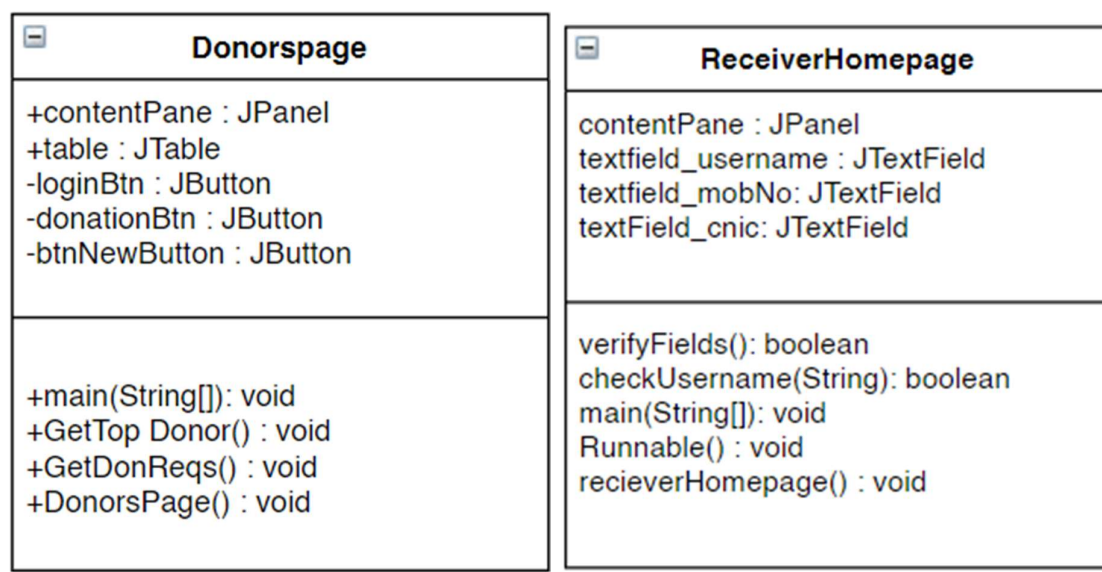 Donorspage
+contentPane : JPanel
+table : JTable
-loginBtn : JButton
-donationBtn : JButton
-btnNewButton : JButton
+main(String[]): void
+GetTop Donor() : void
+GetDonReqs() : void
+DonorsPage() : void
ReceiverHomepage
contentPane : JPanel
textfield_username : JTextField
textfield_mobNo: JTextField
textField_cnic: JTextField
verifyFields(): boolean
checkUsername(String): boolean
main(String[]): void
Runnable() : void
recieverHomepage() : void